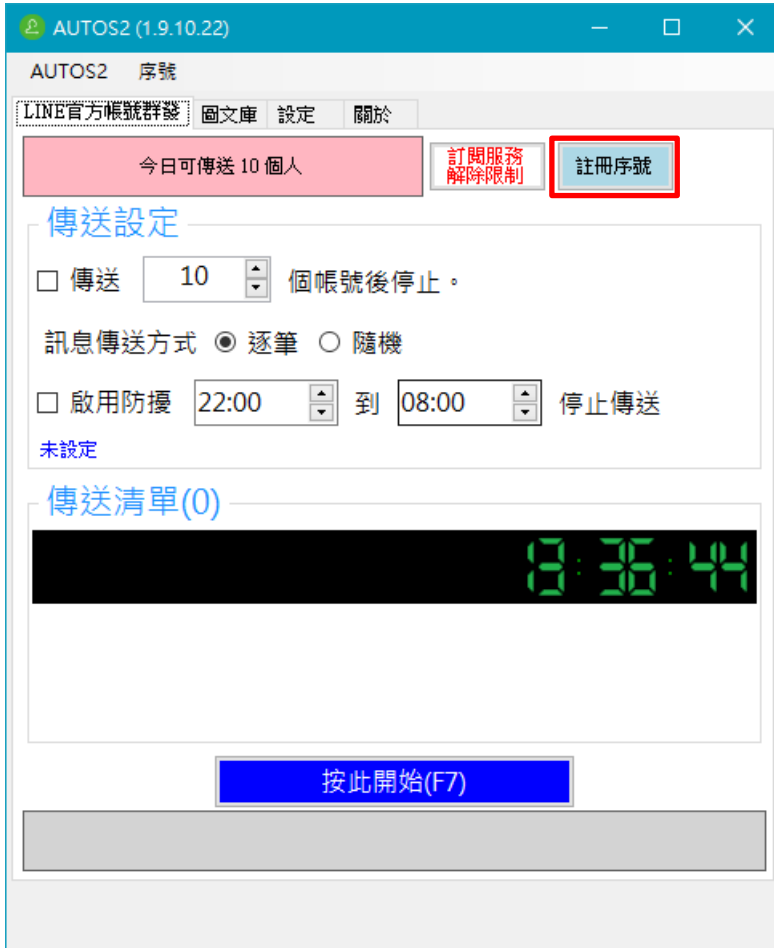 AUTOS2 (1.9.10.22)
AUTOS2 序號
LINE官方帳號群發 圖文庫 設定 關於
今日可傳送 10 個人
訂閱服務
解除限制
註冊序號
傳送設定
傳送 10 個帳號後停止。
訊息傳送方式 逐筆 隨機
啟用防擾 22:00 到 08:00 停止傳送
未設定
傳送清單(0)
13:36:44
按此開始(F7)